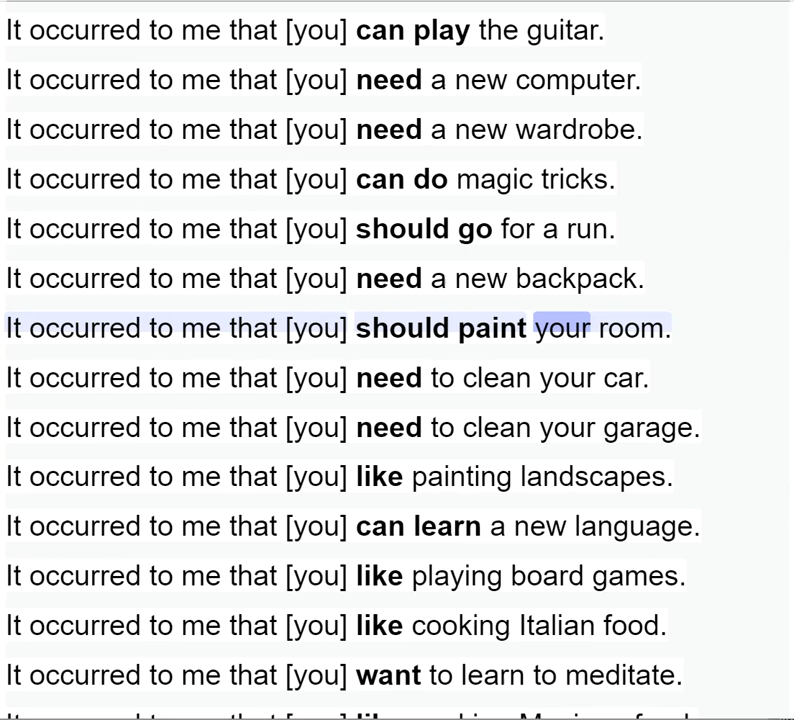 It occurred to me that [you] can play the guitar.
It occurred to me that [you] need a new computer.
It occurred to me that [you] need a new wardrobe.
It occurred to me that [you] can do magic tricks.
It occurred to me that [you] should go for a run.
It occurred to me that [you] need a new backpack.
It occurred to me that [you] should paint your room.
It occurred to me that [you] need to clean your car.
It occurred to me that [you] need to clean your garage.
It occurred to me that [you] like painting landscapes.
It occurred to me that [you] can learn a new language.
It occurred to me that [you] like playing board games.
It occurred to me that [you] like cooking Italian food.
It occurred to me that [you] want to learn to meditate.